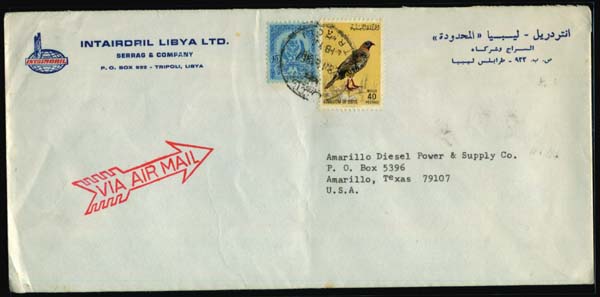 INTAIRDRIL LIBYA LTD.
SERRAG & COMPANY
P. O. BOX 922 - TRIPOLI, LIBYA
INTAIRDRIL
انتردريل - ليبيا «المحدودة»
السراج وشركاه
ص. ب. ٩٢٢ - طرابلس ليبيا
40
VIA AIR MAIL
Amarillo Diesel Power & Supply Co.
P. O. Box 5396
Amarillo, Texas 79107
U.S.A.